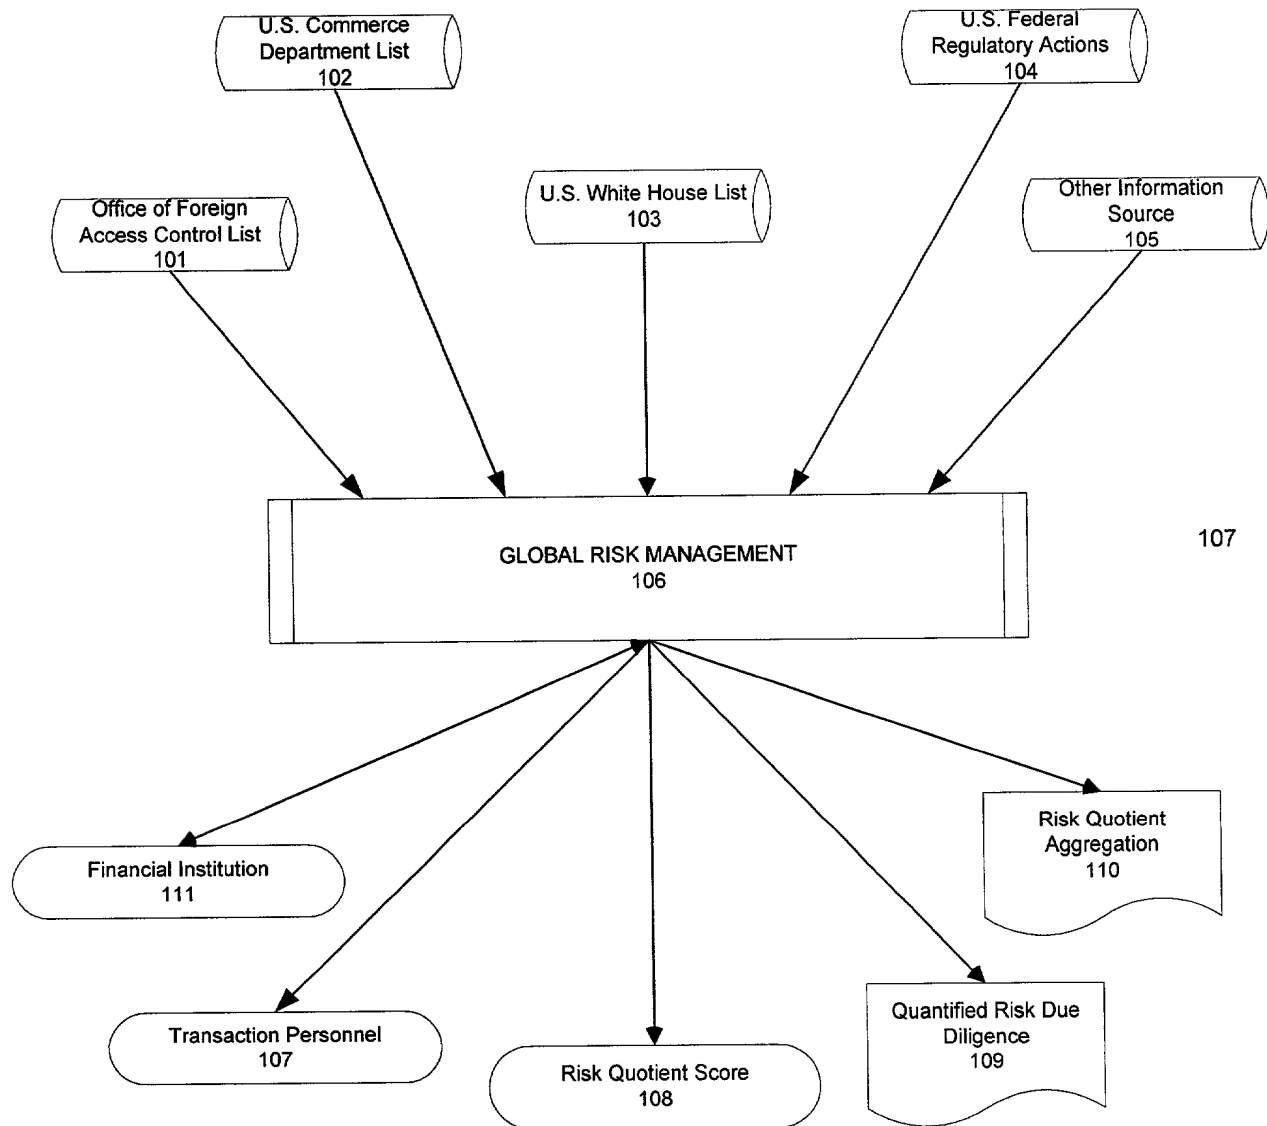 U.S. Commerce
Department List
102
U.S. Federal
Regulatory Actions
104
Office of Foreign
Access Control List
101
U.S. White House List
103
Other Information
Source
105
GLOBAL RISK MANAGEMENT
106
107
Financial Institution
111
Risk Quotient
Aggregation
110
Transaction Personnel
107
Risk Quotient Score
108
Quantified Risk Due
Diligence
109